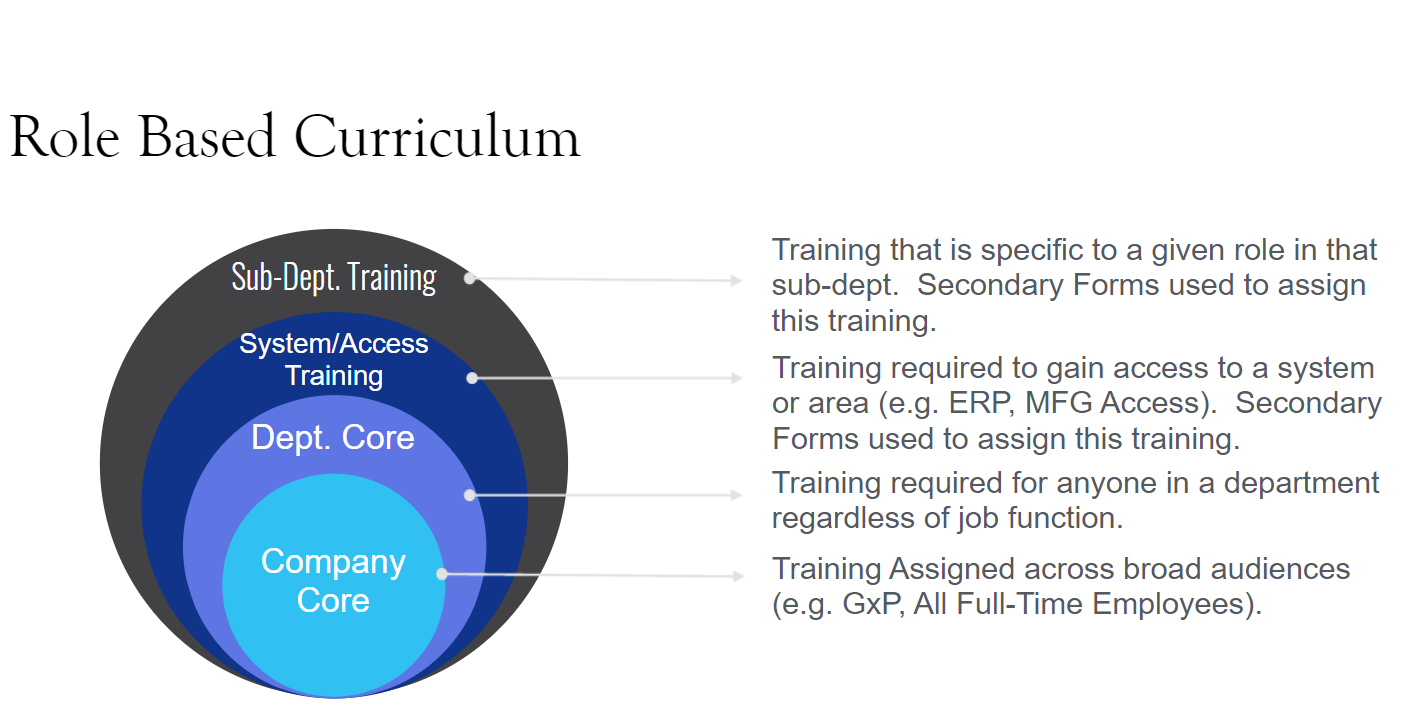 Role Based Curriculum
Sub-Dept. Training
Training that is specific to a given role in that
sub-dept.  Secondary Forms used to assign
this training.
System/Access
Training
Training required to gain access to a system
or area (e.g. ERP, MFG Access).  Secondary
Forms used to assign this training.
Dept. Core
Training required for anyone in a department
regardless of job function.
Company
Core
Training Assigned across broad audiences
(e.g. GxP, All Full-Time Employees).